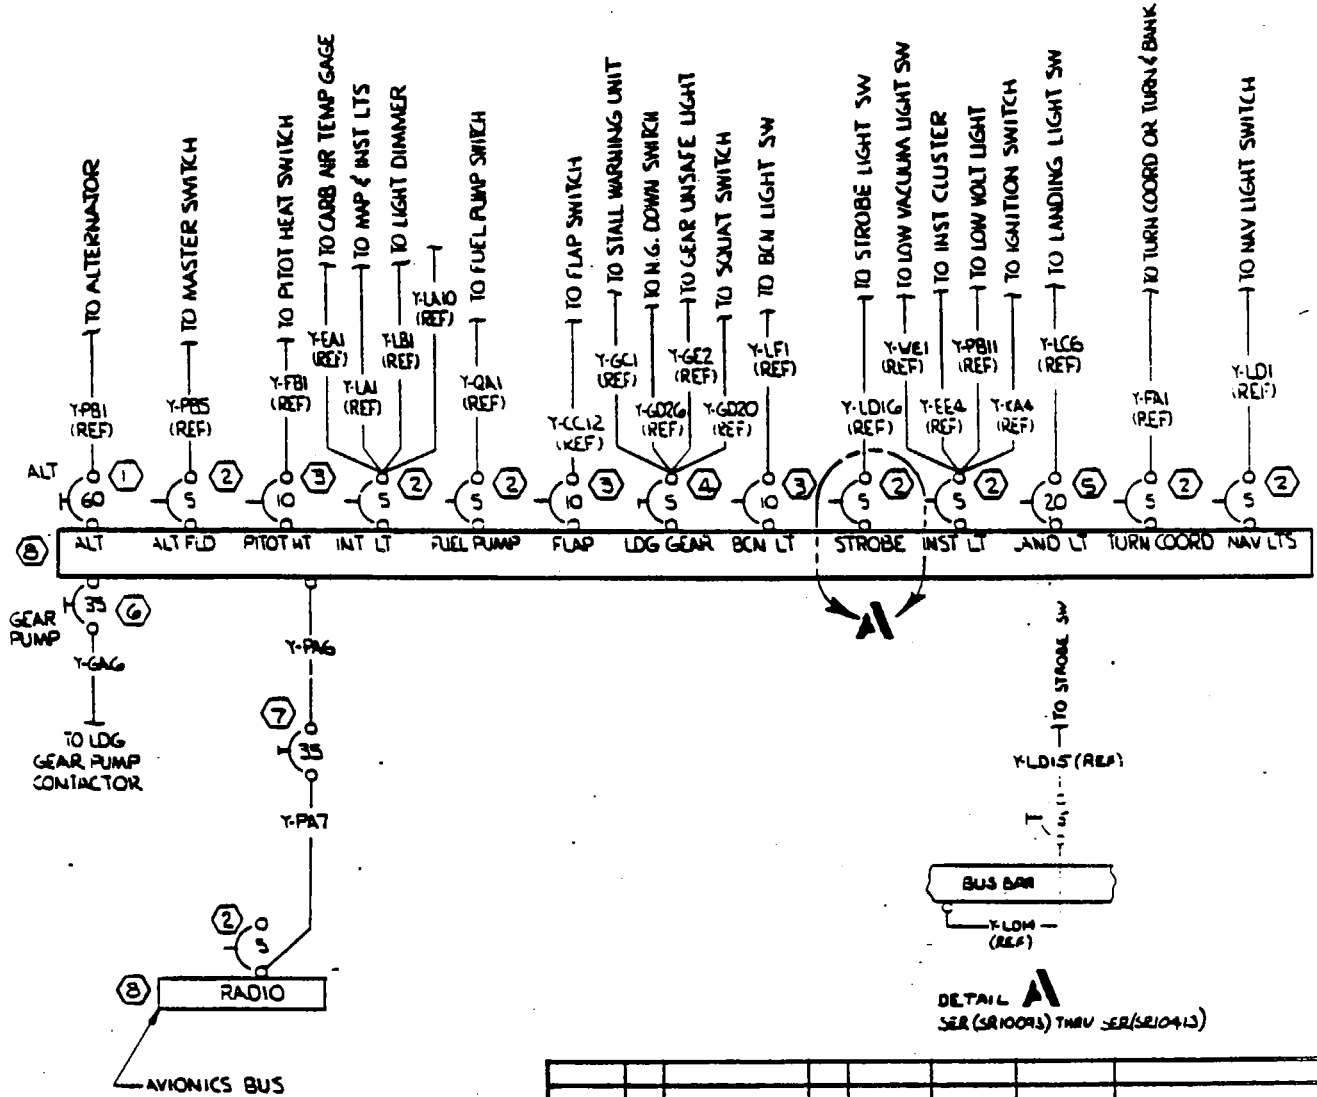 TO ALTERNATOR
TO MASTER SWITCH
TO PITOT HEAT SWITCH
TO CARB AIR TEMP GAGE
TO MAP & INST LTS
TO LIGHT DIMMER
TO FUEL PUMP SWITCH
TO FLAP SWITCH
TO STALL WARNING UNIT
TO N.G. DOWN SWITCH
TO GEAR UNSAFE LIGHT
TO SQUAT SWITCH
TO BCN LIGHT SW
TO STROBE LIGHT SW
TO LOW VACUUM LIGHT SW
TO INST CLUSTER
TO LOW VOLT LIGHT
TO IGNITION SWITCH
TO LANDING LIGHT SW
TO TURN COORD OR TURN & BANK
TO NAV LIGHT SWITCH
Y-PB1 (REF)
Y-PB5 (REF)
Y-FB1 (REF)
Y-EA1 (REF)
Y-LA1 (REF)
Y-LB1 (REF)
Y-LA10 (REF)
Y-QA1 (REF)
Y-CC12 (REF)
Y-GC1 (REF)
Y-GD26 (REF)
Y-GE2 (REF)
Y-GD20 (REF)
Y-LF1 (REF)
Y-LD16 (REF)
Y-WE1 (REF)
Y-EE4 (REF)
Y-PB11 (REF)
Y-KA4 (REF)
Y-LC6 (REF)
Y-FA1 (REF)
Y-LD1 (REF)
ALT 60 1 5 2 10 3 5 2 5 2 10 3 5 4 10 3 5 2 5 2 20 5 5 2 5 2
8 ALT ALT FLD PITOT HT INT LT FUEL PUMP FLAP LDG GEAR BCN LT STROBE INST LT LAND LT TURN COORD NAV LTS
GEAR PUMP
35 6
A
Y-GA6
TO LDG
GEAR PUMP
CONTACTOR
Y-PA6
7
35
Y-PA7
2
5
8 RADIO
AVIONICS BUS
TO STROBE SW
Y-LD15 (REF)
5
BUS BAR
Y-LD14
(REF)
DETAIL A
SER (SR10093) THRU SER (SR10413)